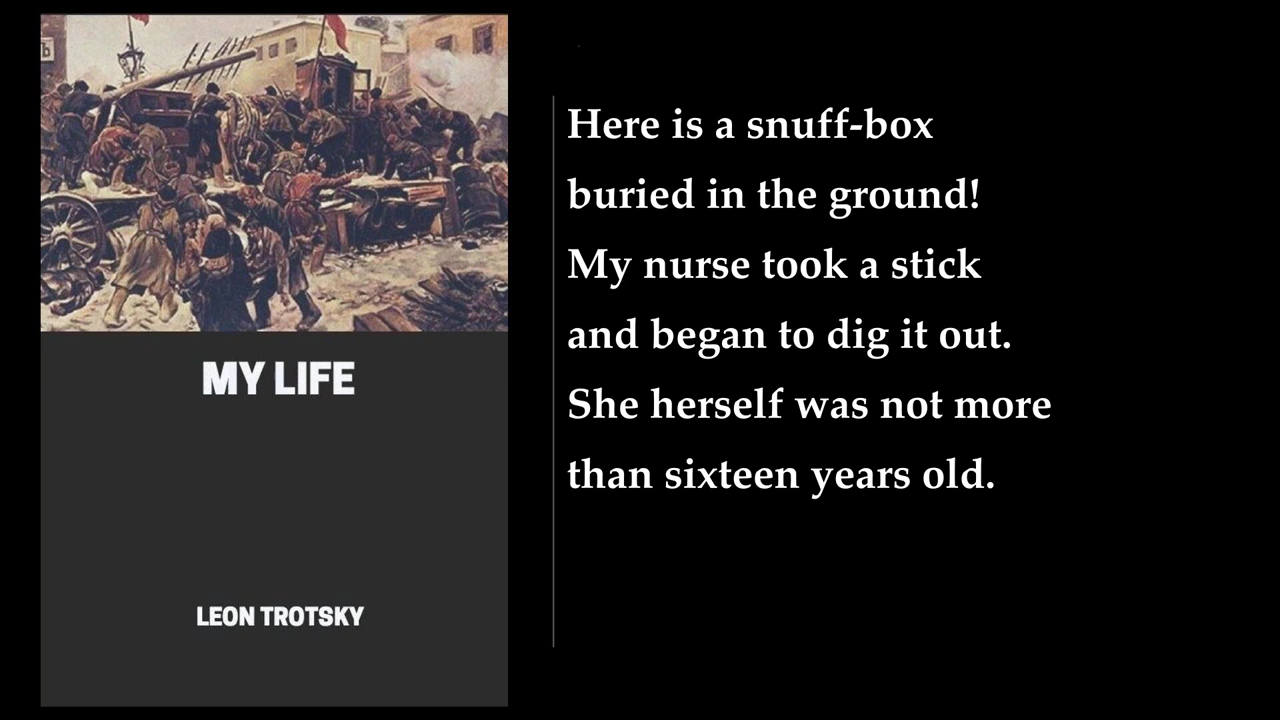 MY LIFE
LEON TROTSKY
Here is a snuff-box
buried in the ground!
My nurse took a stick
and began to dig it out.
She herself was not more
than sixteen years old.